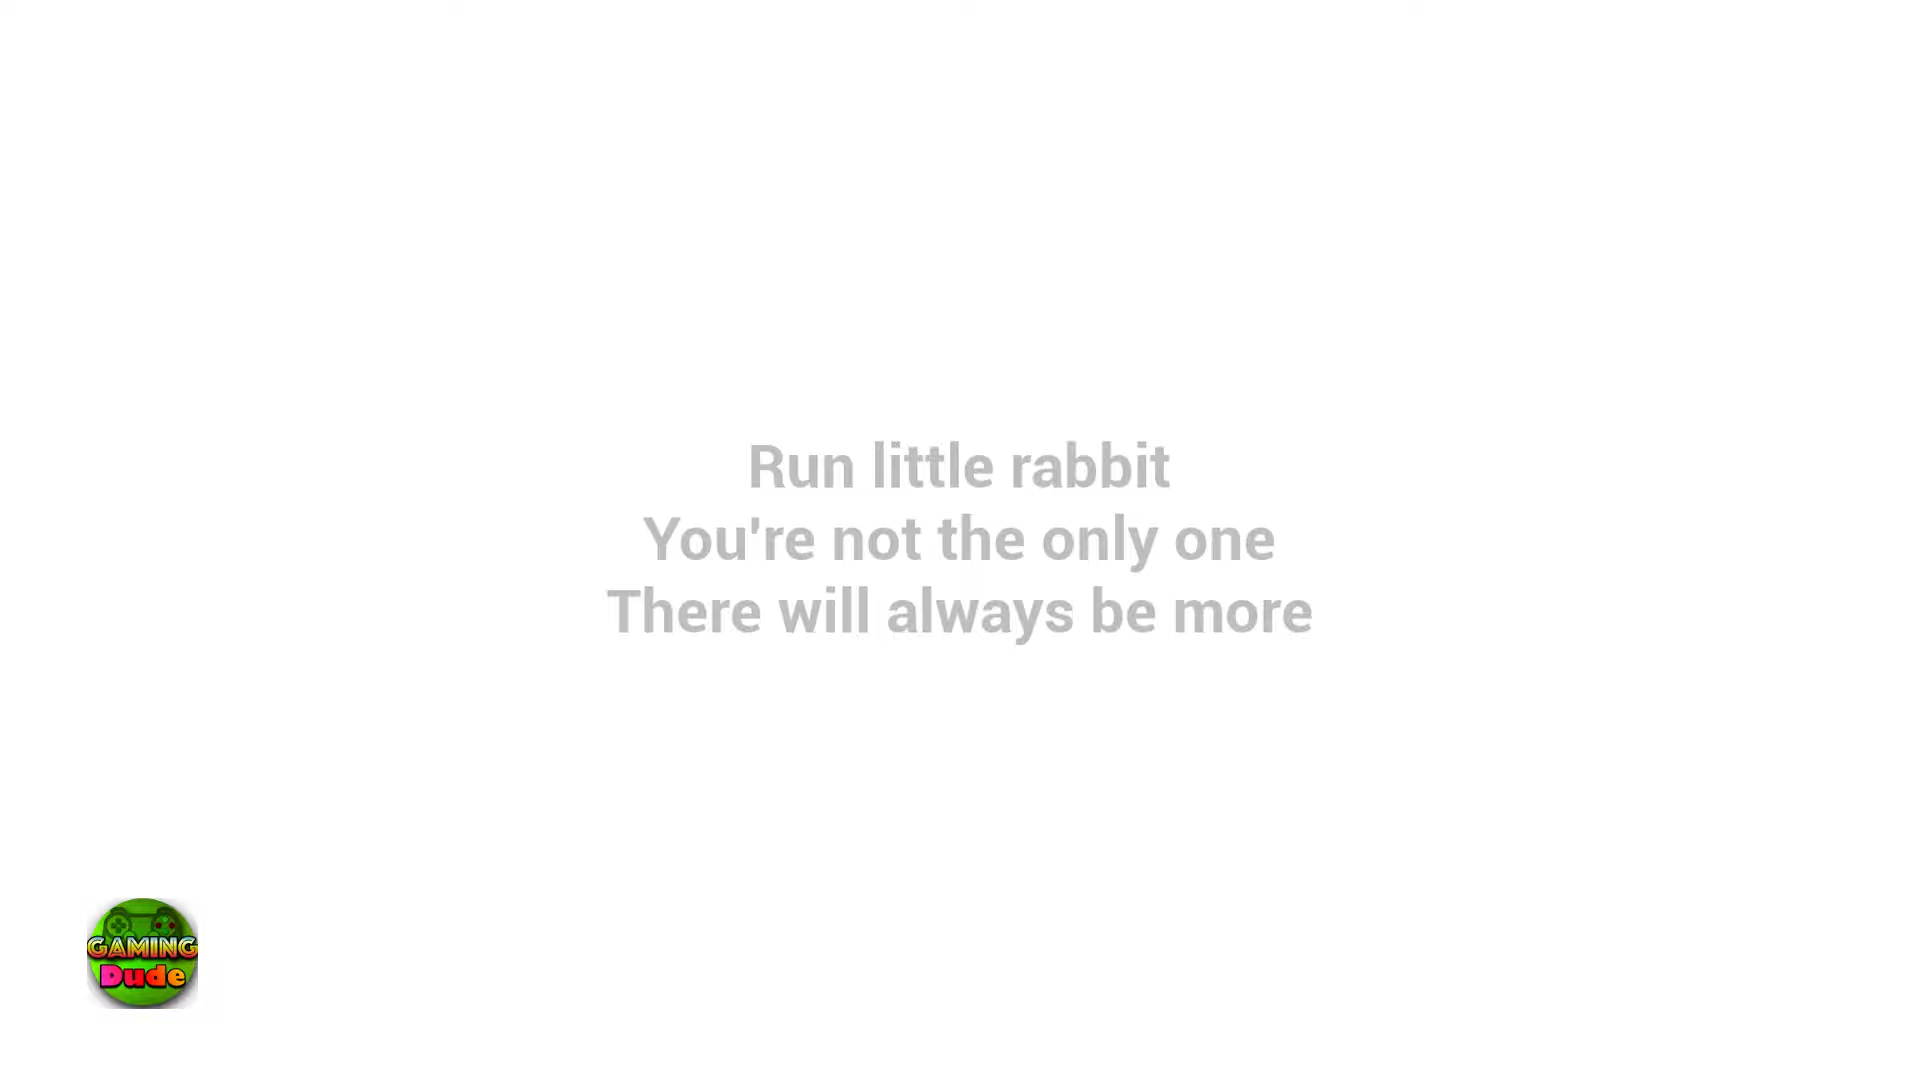 Run little rabbit
You're not the only one
There will always be more
GAMING
Dude